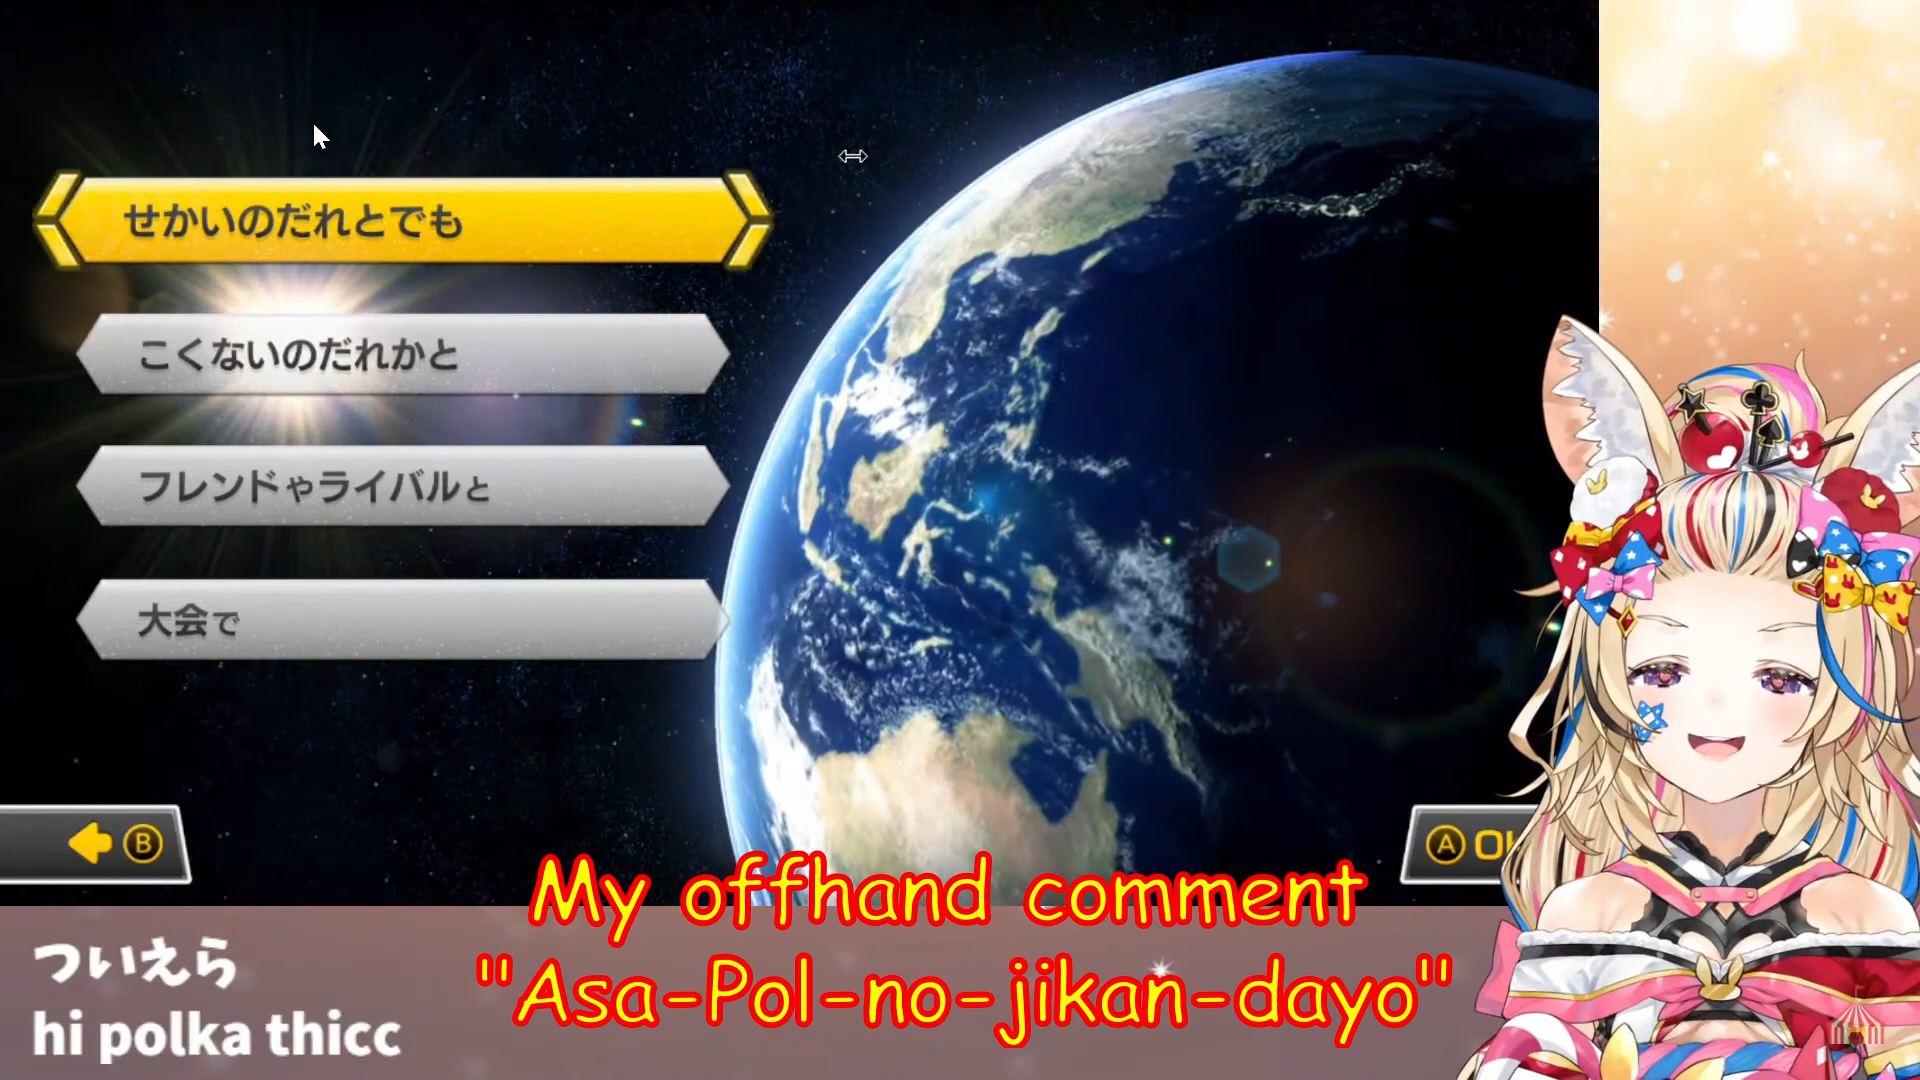 せかいのだれとでも
こくないのだれかと
フレンドやライバルと
大会で
B
A OK
My offhand comment
"Asa-Pol-no-jikan-dayo"
ついえら
hi polka thicc